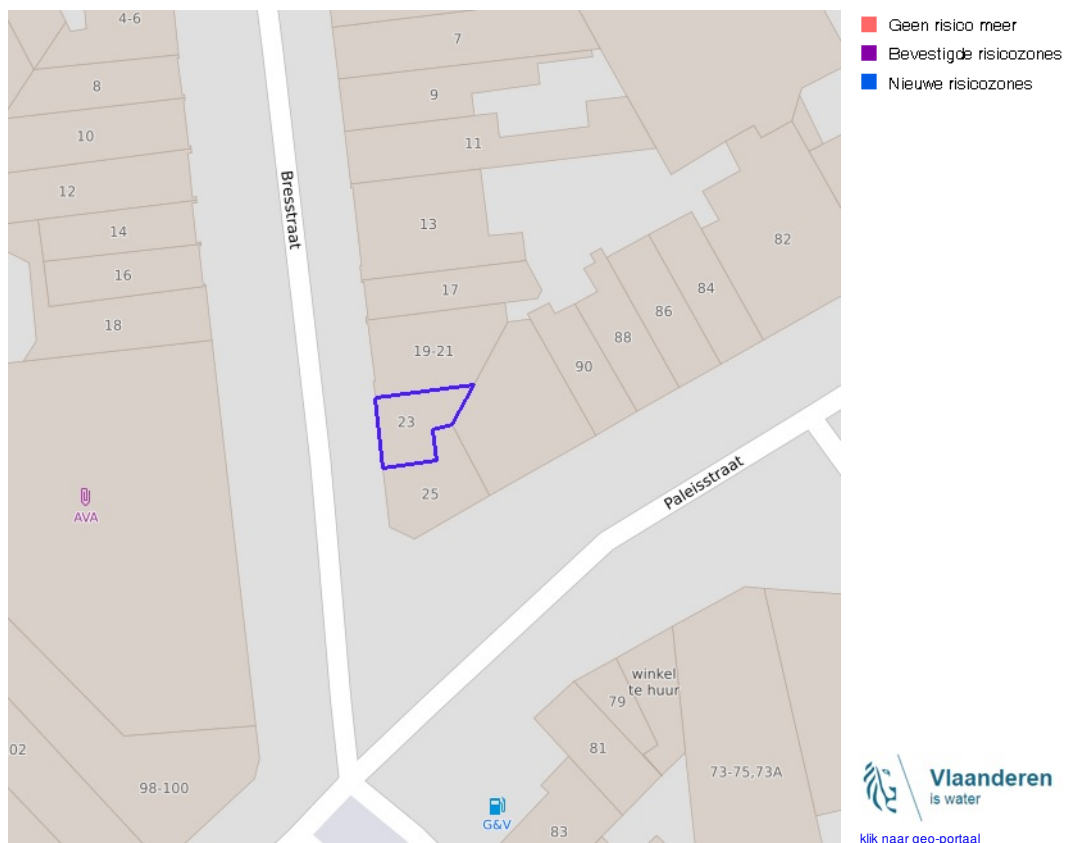 4-6
7
8
9
10
11
12
13
14
16
17
18
19-21
23
25
82
84
86
88
90
Bresstraat
Paleisstraat
AVA
winkel
te huur
79
81
83
73-75,73A
98-100
02
G&V
Geen risico meer
Bevestigde risicozones
Nieuwe risicozones
Vlaanderen
is water
klik naar geo-portaal